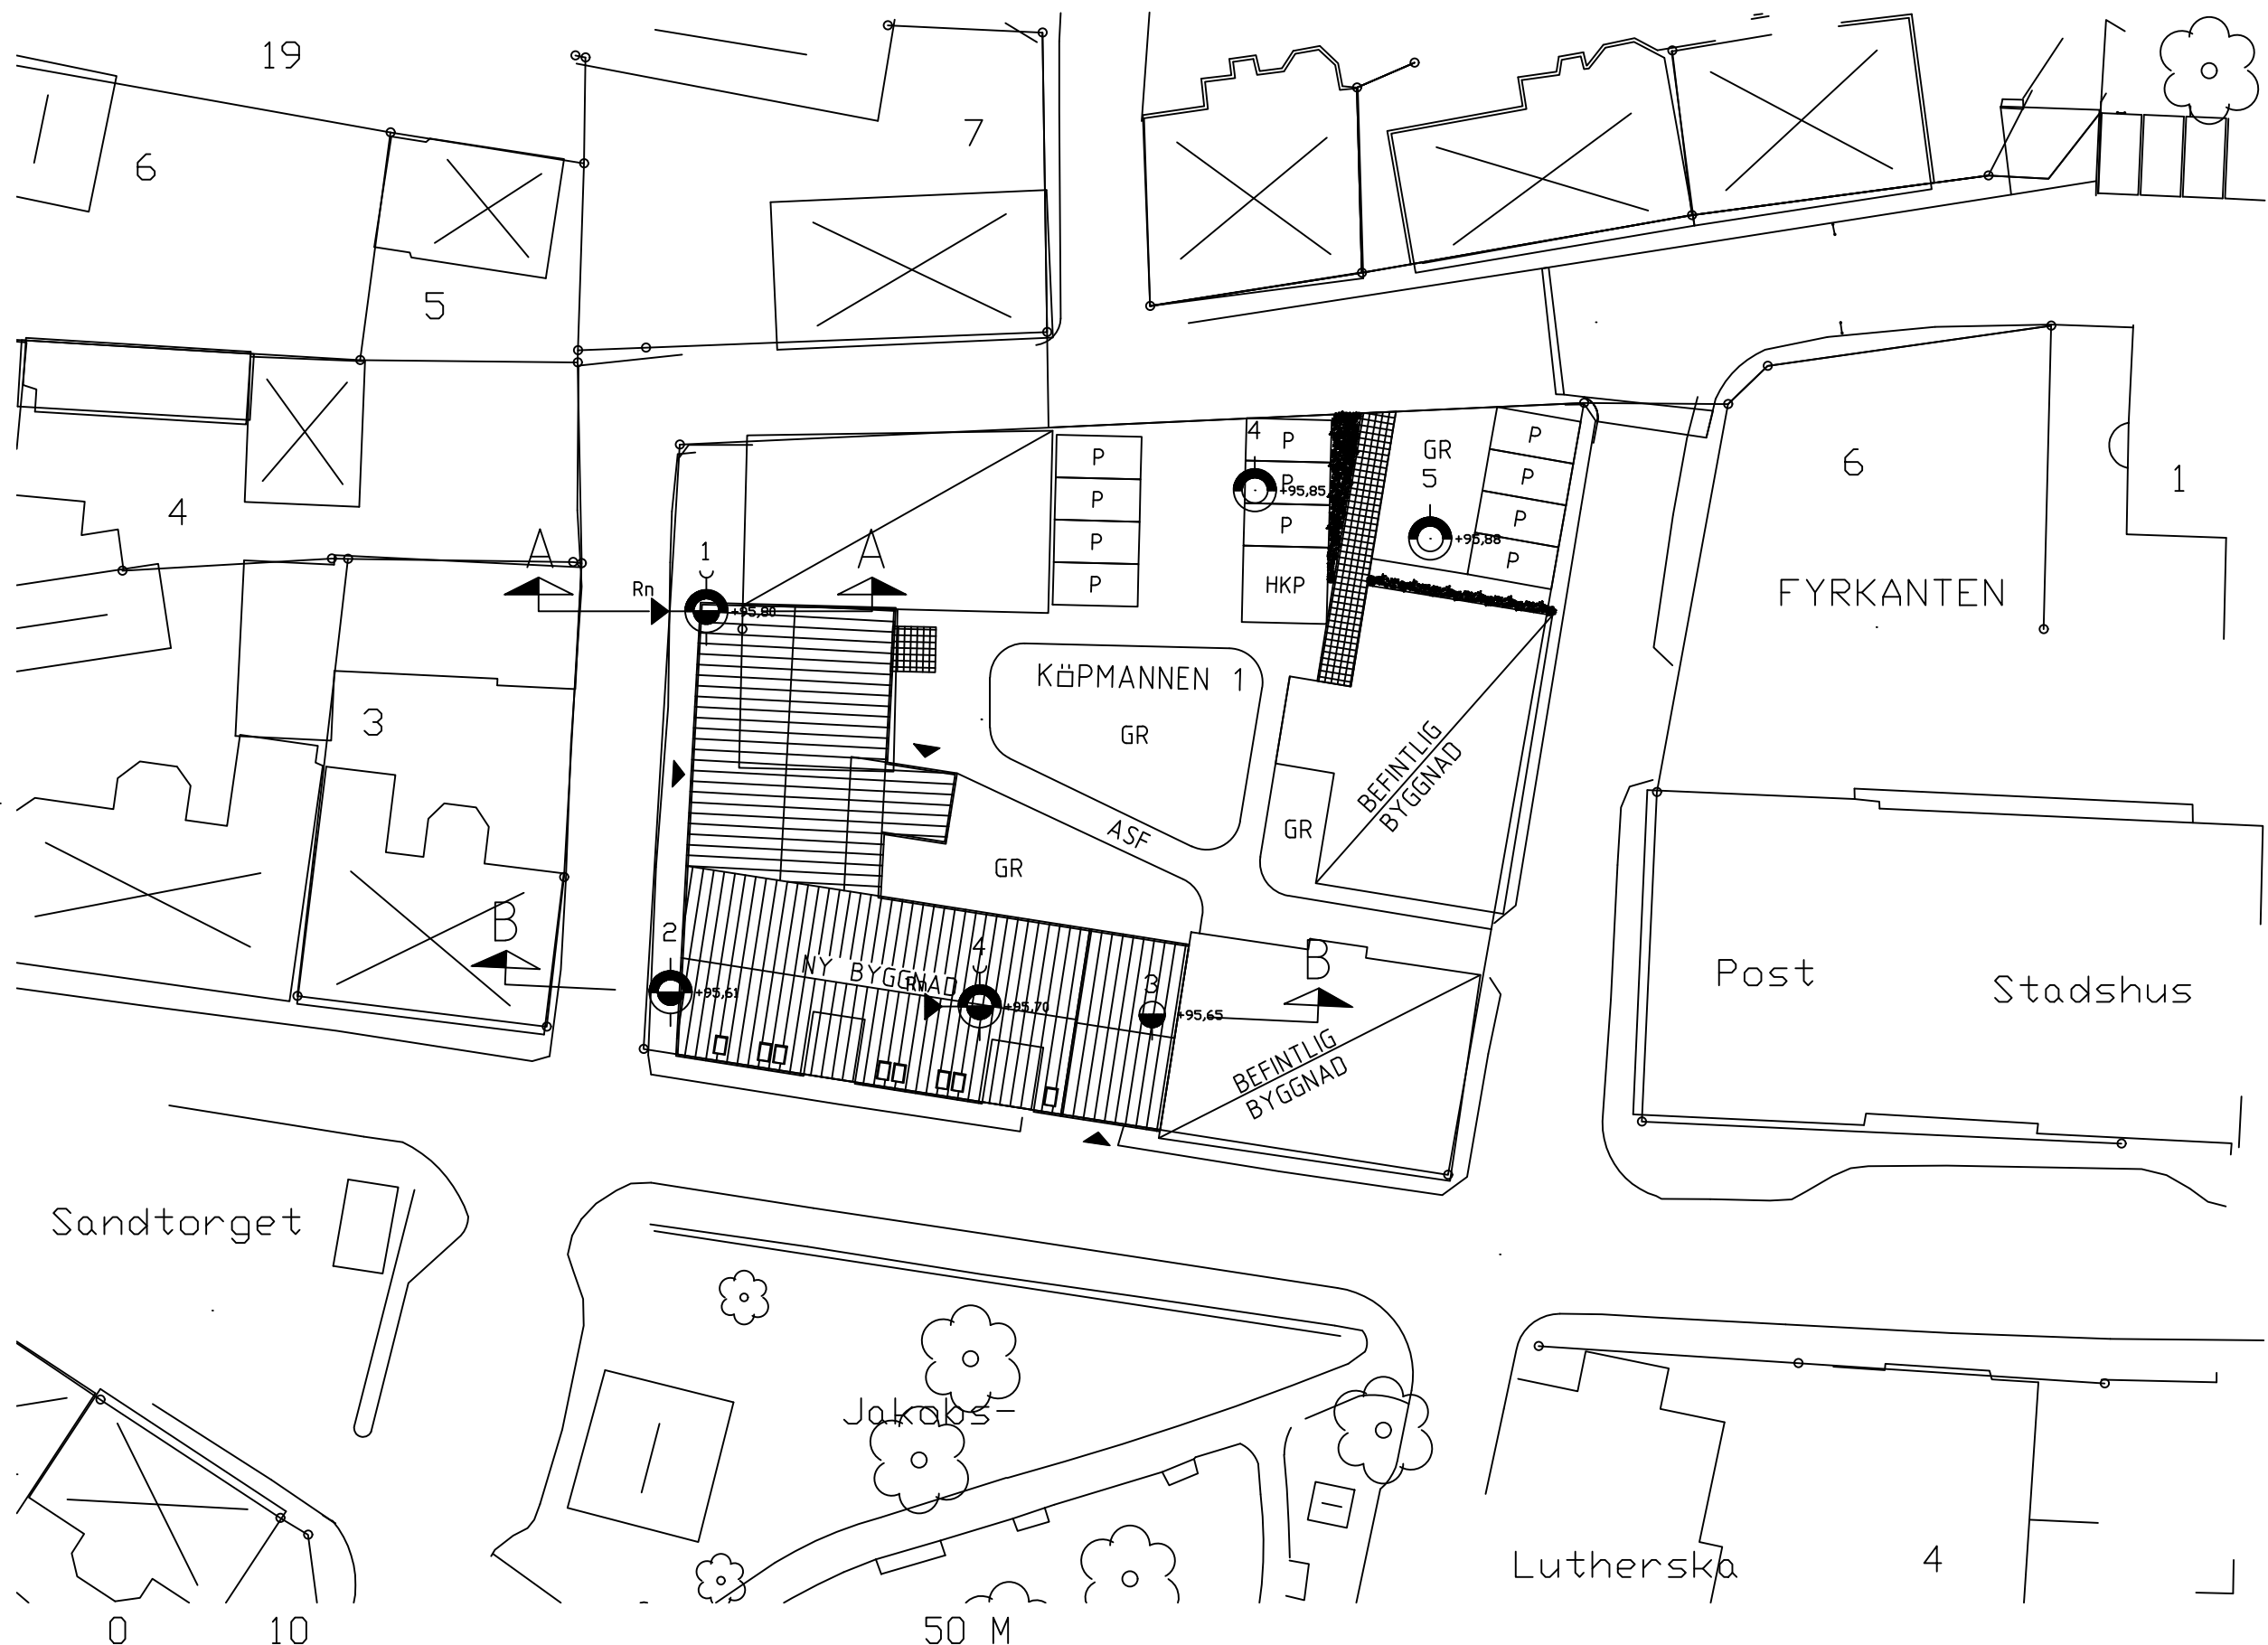 19
7
6
5
4
P
P
P
P
P
P
P
P
P
P
P
HKP
GR
5
4
+95,85
+95,88
6
1
FYRKANTEN
4
A
A
1
Rn
+95,80
KÖPMANNEN 1
GR
3
BEFINTLIG
BYGGNAD
ASF
GR
GR
B
2
NY BYGGNAD
4
B
3
Rn
+95,61
+95,70
+95,65
Post
Stadshus
BEFINTLIG
BYGGNAD
Sandtorget
Jakobs-
Lutherska
4
0
10
50 M